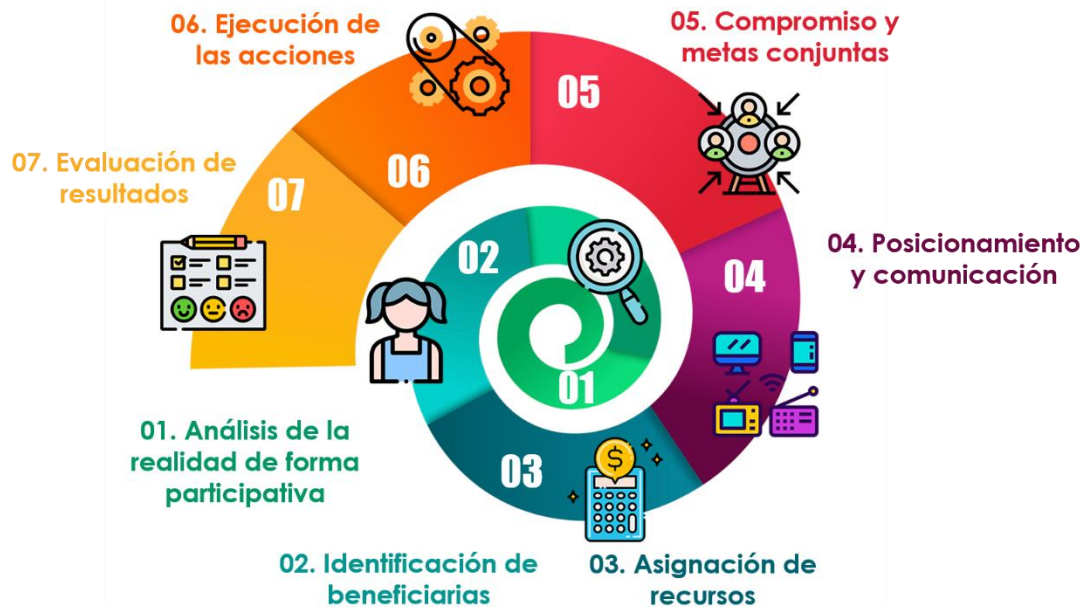 06. Ejecución de
las acciones
05. Compromiso y
metas conjuntas
05
06
07. Evaluación de
resultados
07
02
04. Posicionamiento
y comunicación
04
01
01. Análisis de la
realidad de forma
participativa
03
$
02. Identificación de
beneficiarias
03. Asignación de
recursos